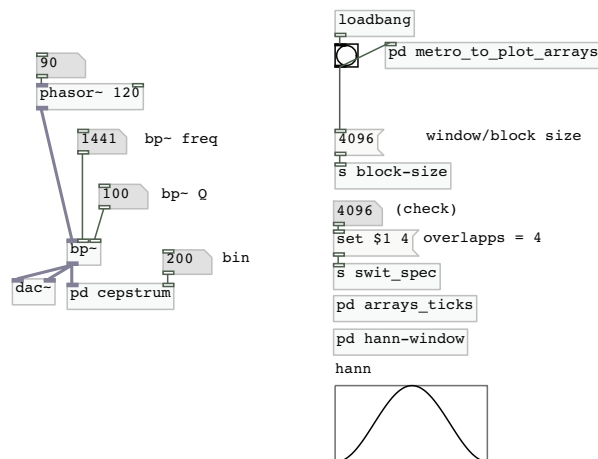 90
phasor~ 120
1441
bp~ freq
100
bp~ Q
bp~
200
bin
dac~
pd cepstrum
loadbang
pd metro_to_plot_arrays
4096
window/block size
s block-size
4096
(check)
set $1 4
overlapps = 4
s swit_spec
pd arrays_ticks
pd hann-window
hann